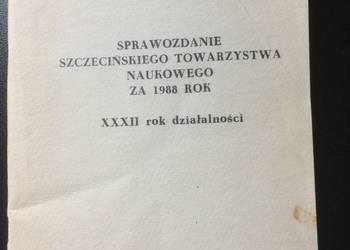 SPRAWOZDANIE
SZCZECIŃSKIEGO TOWARZYSTWA
NAUKOWEGO
ZA 1988 ROK
XXXII rok działalności